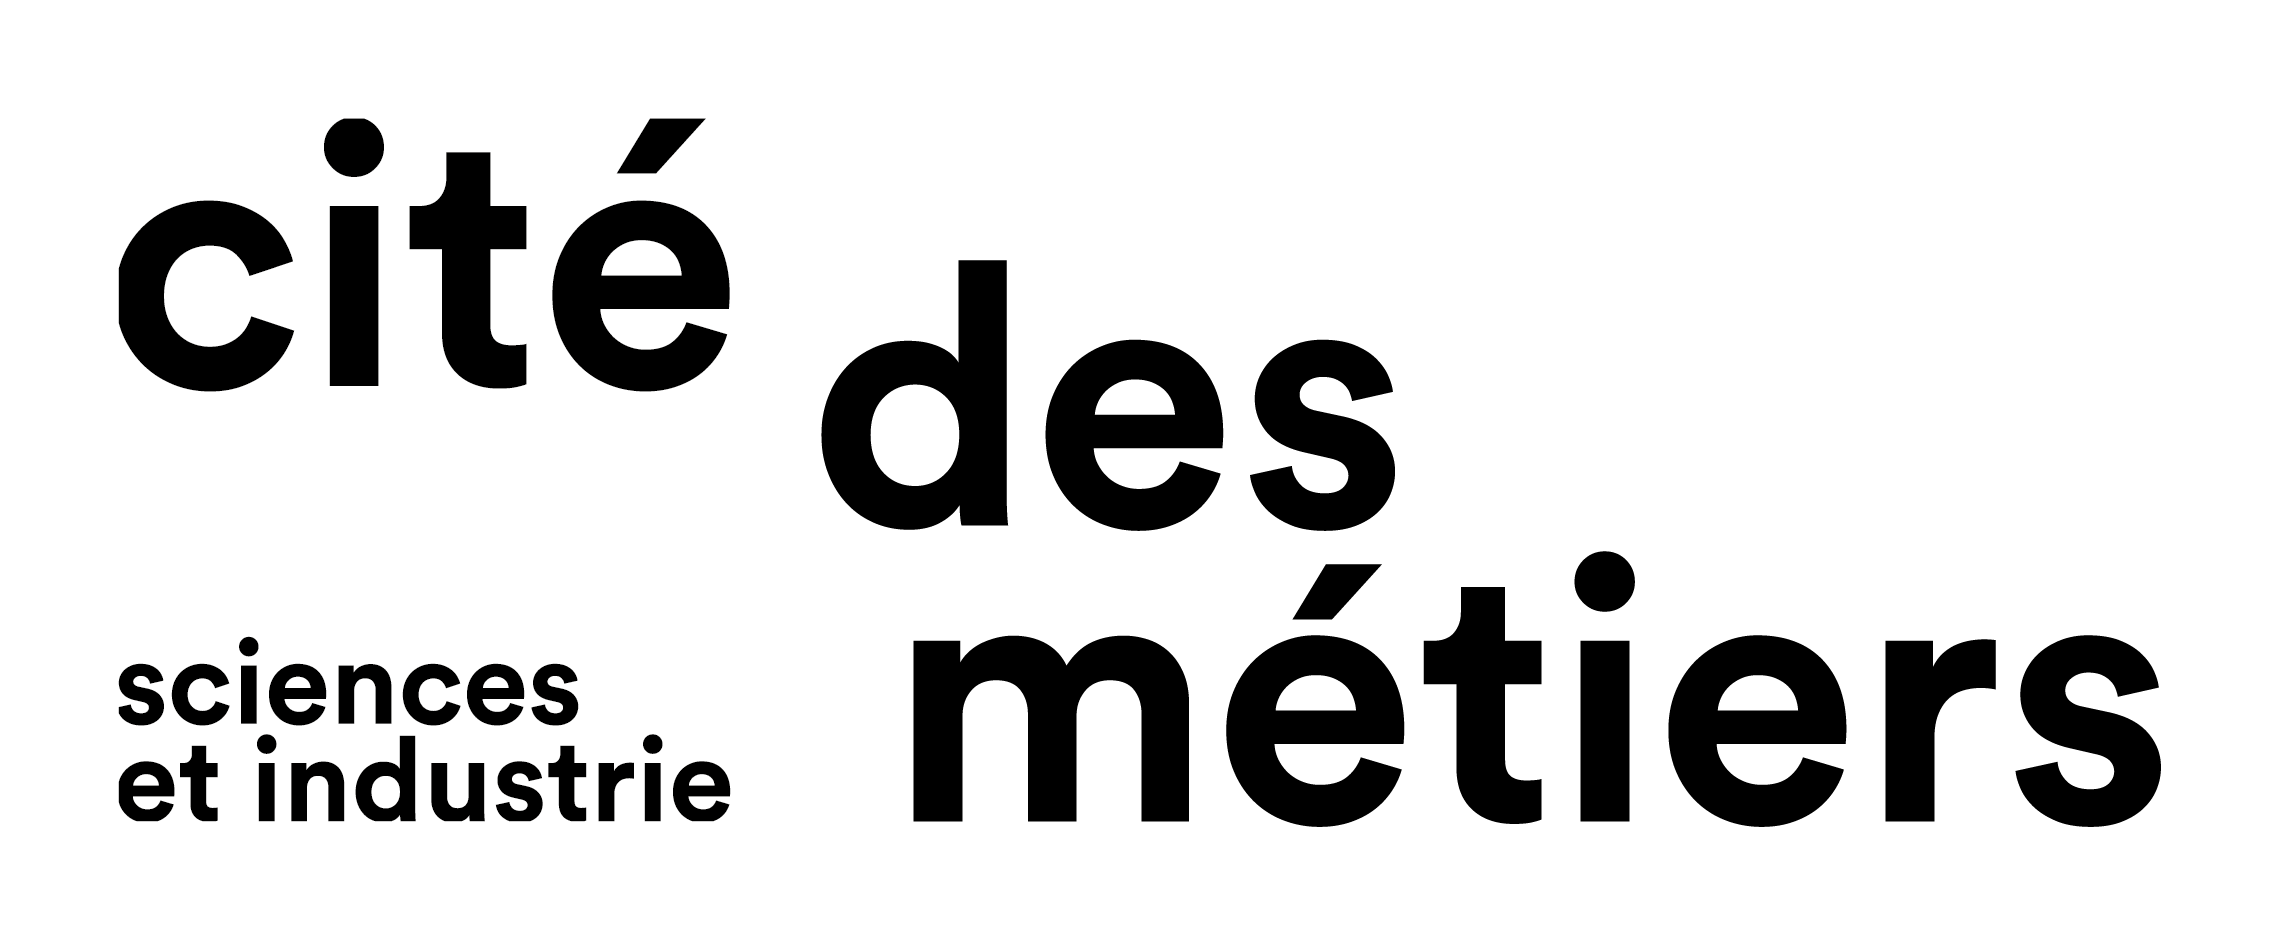 cité
des
métiers
sciences
et industrie